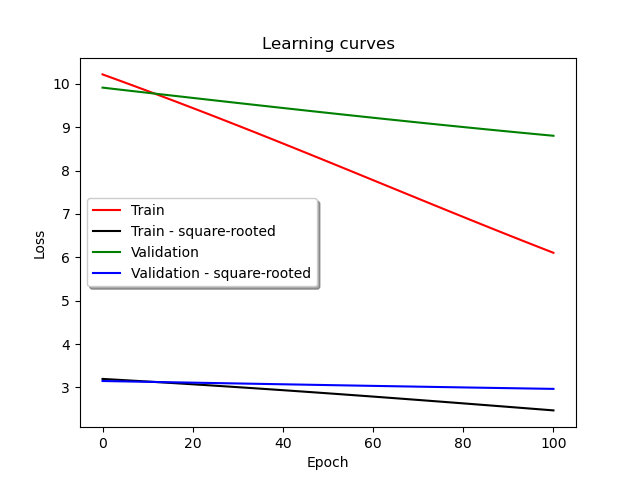 Learning curves
10
9
8
7
6
5
4
3
Loss
Train
Train - square-rooted
Validation
Validation - square-rooted
0 20 40 60 80 100
Epoch